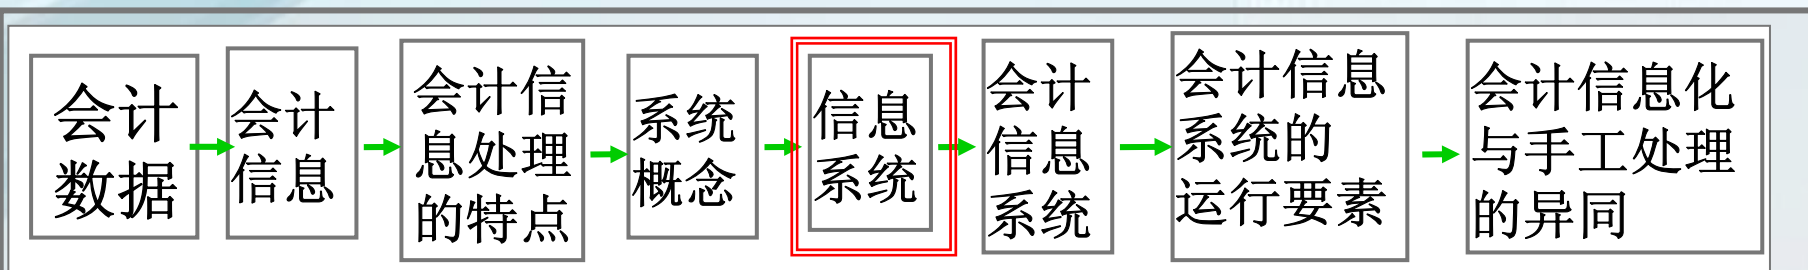 会计
数据
会计
信息
会计信
息处理
的特点
系统
概念
信息
系统
会计
信息
系统
会计信息
系统的
运行要素
会计信息化
与手工处理
的异同